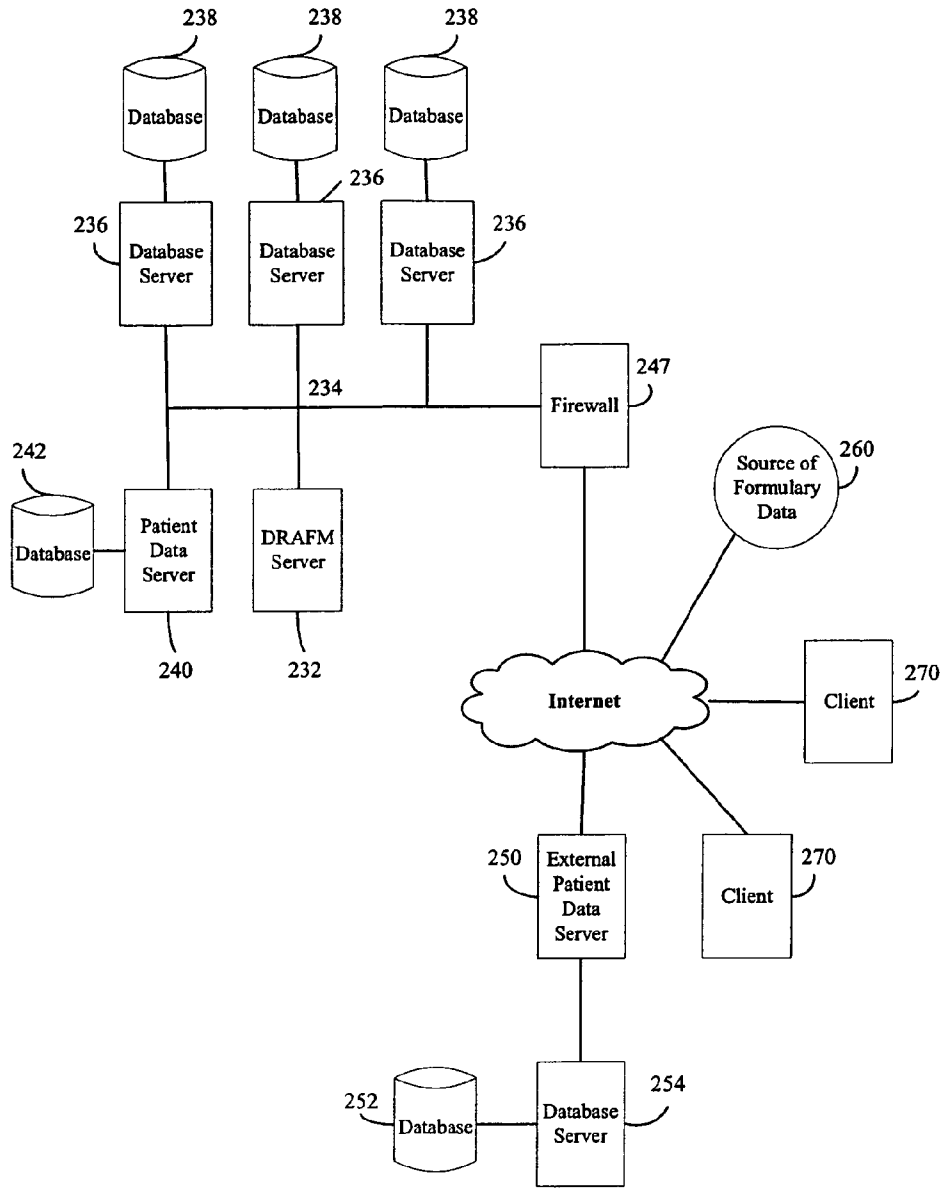 238
238
238
Database
Database
Database
236
236
236
Database
Server
Database
Server
Database
Server
234
247
Firewall
242
Database
Patient
Data
Server
DRAFM
Server
240
232
260
Source of
Formulary
Data
Internet
270
Client
250
External
Patient
Data
Server
270
Client
252
Database
254
Database
Server